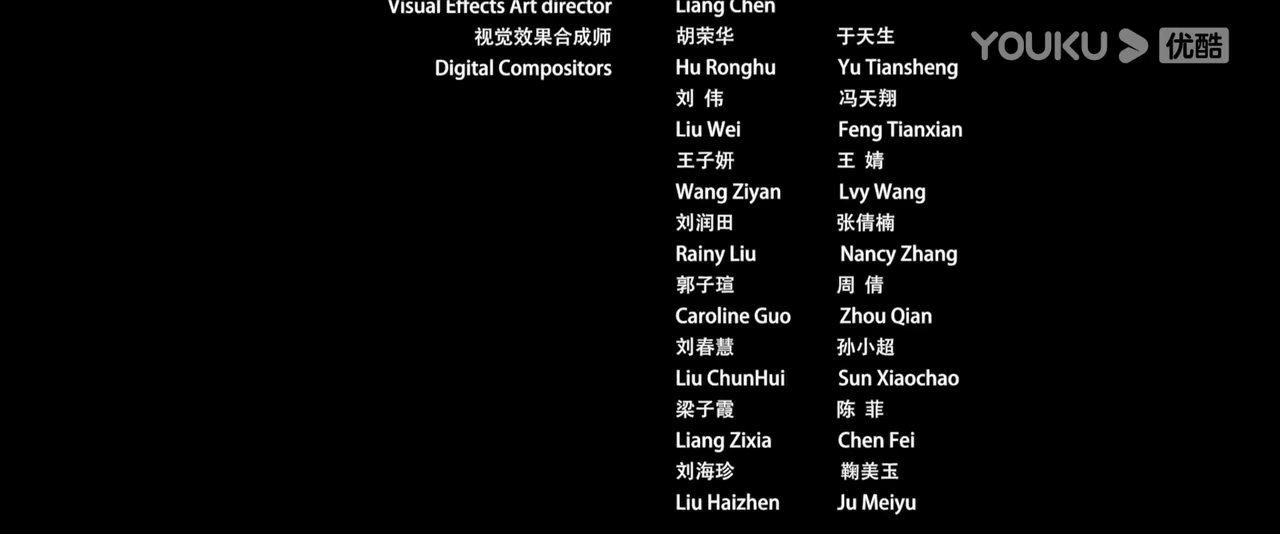 Visual Effects Art director Liang Chen
视觉效果合成师 胡荣华 于天生
Digital Compositors Hu Ronghu Yu Tiansheng
刘 伟 冯天翔
Liu Wei Feng Tianxian
王子妍 王 婧
Wang Ziyan Lvy Wang
刘润田 张倩楠
Rainy Liu Nancy Zhang
郭子瑄 周 倩
Caroline Guo Zhou Qian
刘春慧 孙小超
Liu ChunHui Sun Xiaochao
梁子霞 陈 菲
Liang Zixia Chen Fei
刘海珍 鞠美玉
Liu Haizhen Ju Meiyu
YOUKU 优酷